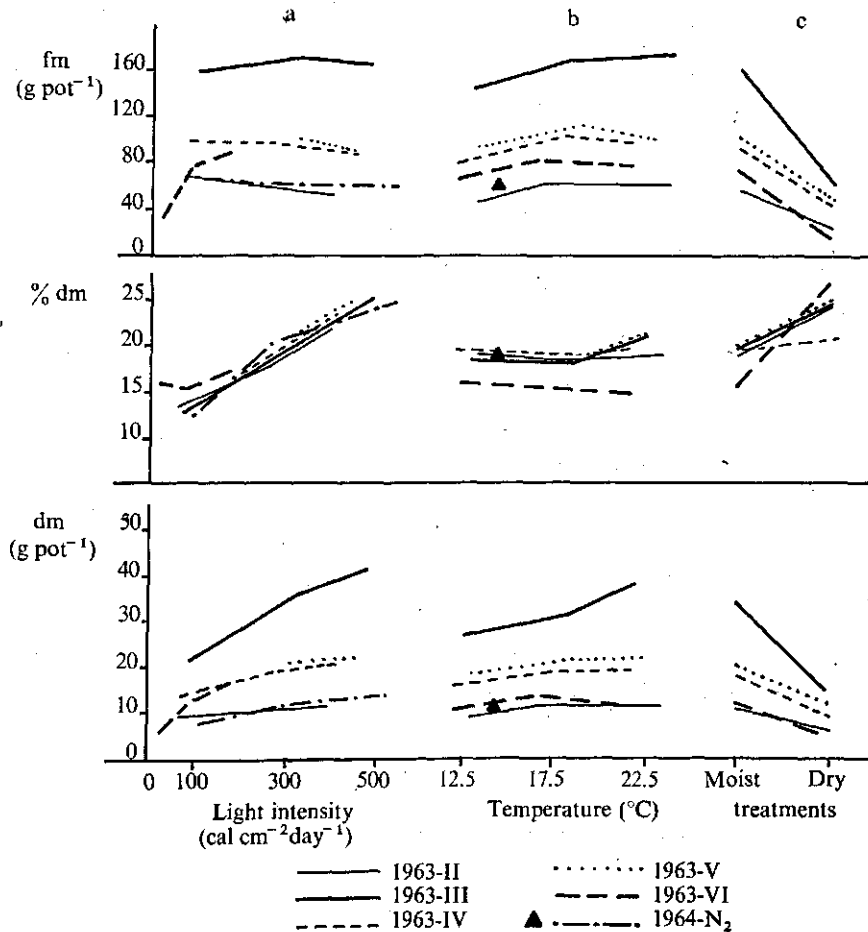 a b c
fm
(g pot⁻¹)
160
120
80
40
0
% dm
25
20
15
10
dm
(g pot⁻¹)
50
40
30
20
10
0
0 100 300 500 12.5 17.5 22.5 Moist Dry
Light intensity Temperature (°C) treatments
(cal cm⁻² day⁻¹)
1963-II 1963-V
1963-III 1963-VI
1963-IV 1964-N₂